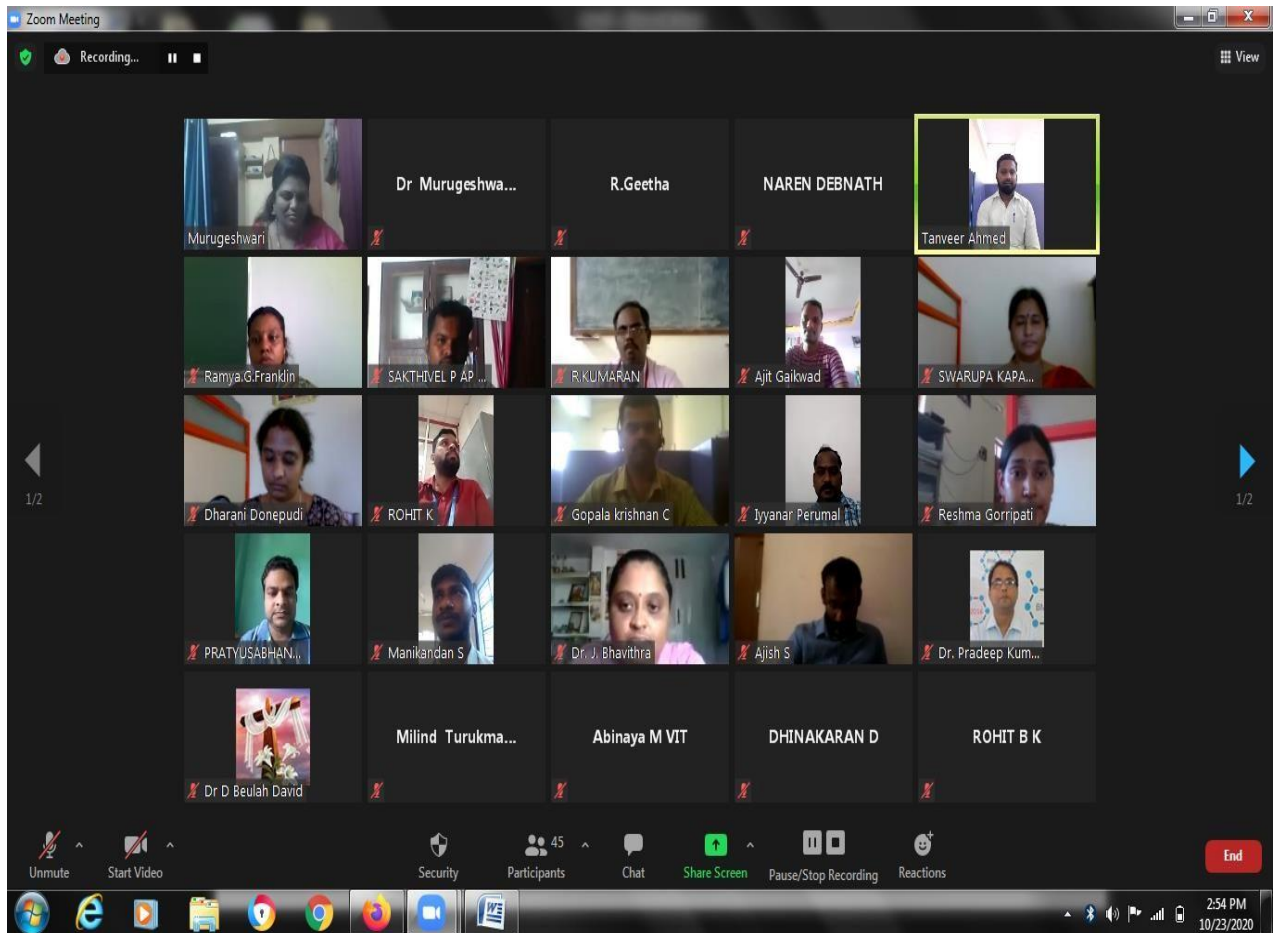 Zoom Meeting
Recording...
View
Murugeshwari
Dr Murugeshwa...
R.Geetha
NAREN DEBNATH
Tanveer Ahmed
Ramya.G.Franklin
SAKTHIVEL P AP ...
R.KUMARAN
Ajit Gaikwad
SWARUPA KAPA...
Dharani Donepudi
ROHIT K
Gopala krishnan C
Iyyanar Perumal
Reshma Gorripati
1/2
1/2
PRATYUSABHAN...
Manikandan S
Dr. J. Bhavithra
Ajish S
Dr. Pradeep Kum...
Dr D Beulah David
Milind Turukma...
Abinaya M VIT
DHINAKARAN D
ROHIT B K
Unmute
Start Video
Security
45
Participants
Chat
Share Screen
Pause/Stop Recording
Reactions
End
2:54 PM
10/23/2020